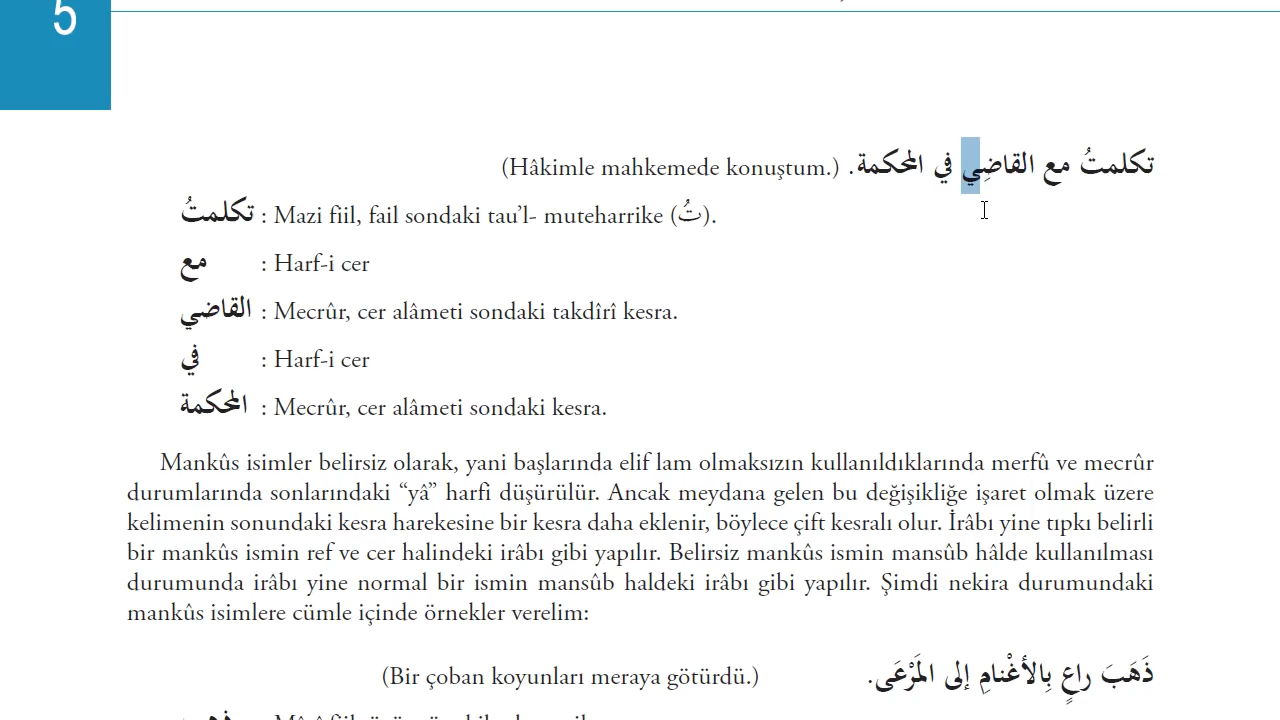 5
تكلمتُ مع القاضِي في المحكمة. (Hâkimle mahkemede konuştum.)
تكلمتُ : Mazi fiil, fail sondaki tau’l- muteharrike (تُ).
مع : Harf-i cer
القاضي : Mecrûr, cer alâmeti sondaki takdîrî kesra.
في : Harf-i cer
المحكمة : Mecrûr, cer alâmeti sondaki kesra.
Mankûs isimler belirsiz olarak, yani başlarında elif lam olmaksızın kullanıldıklarında merfû ve mecrûr
durumlarında sonlarındaki “yâ” harfi düşürülür. Ancak meydana gelen bu değişikliğe işaret olmak üzere
kelimenin sonundaki kesra harekesine bir kesra daha eklenir, böylece çift kesralı olur. İrâbı yine tıpkı belirli
bir mankûs ismin ref ve cer halindeki irâbı gibi yapılır. Belirsiz mankûs ismin mansûb hâlde kullanılması
durumunda irâbı yine normal bir ismin mansûb haldeki irâbı gibi yapılır. Şimdi nekira durumundaki
mankûs isimlere cümle içinde örnekler verelim:
ذَهَبَ راعٍ بِالأغْنامِ إلى المَرْعَى. (Bir çoban koyunları meraya götürdü.)